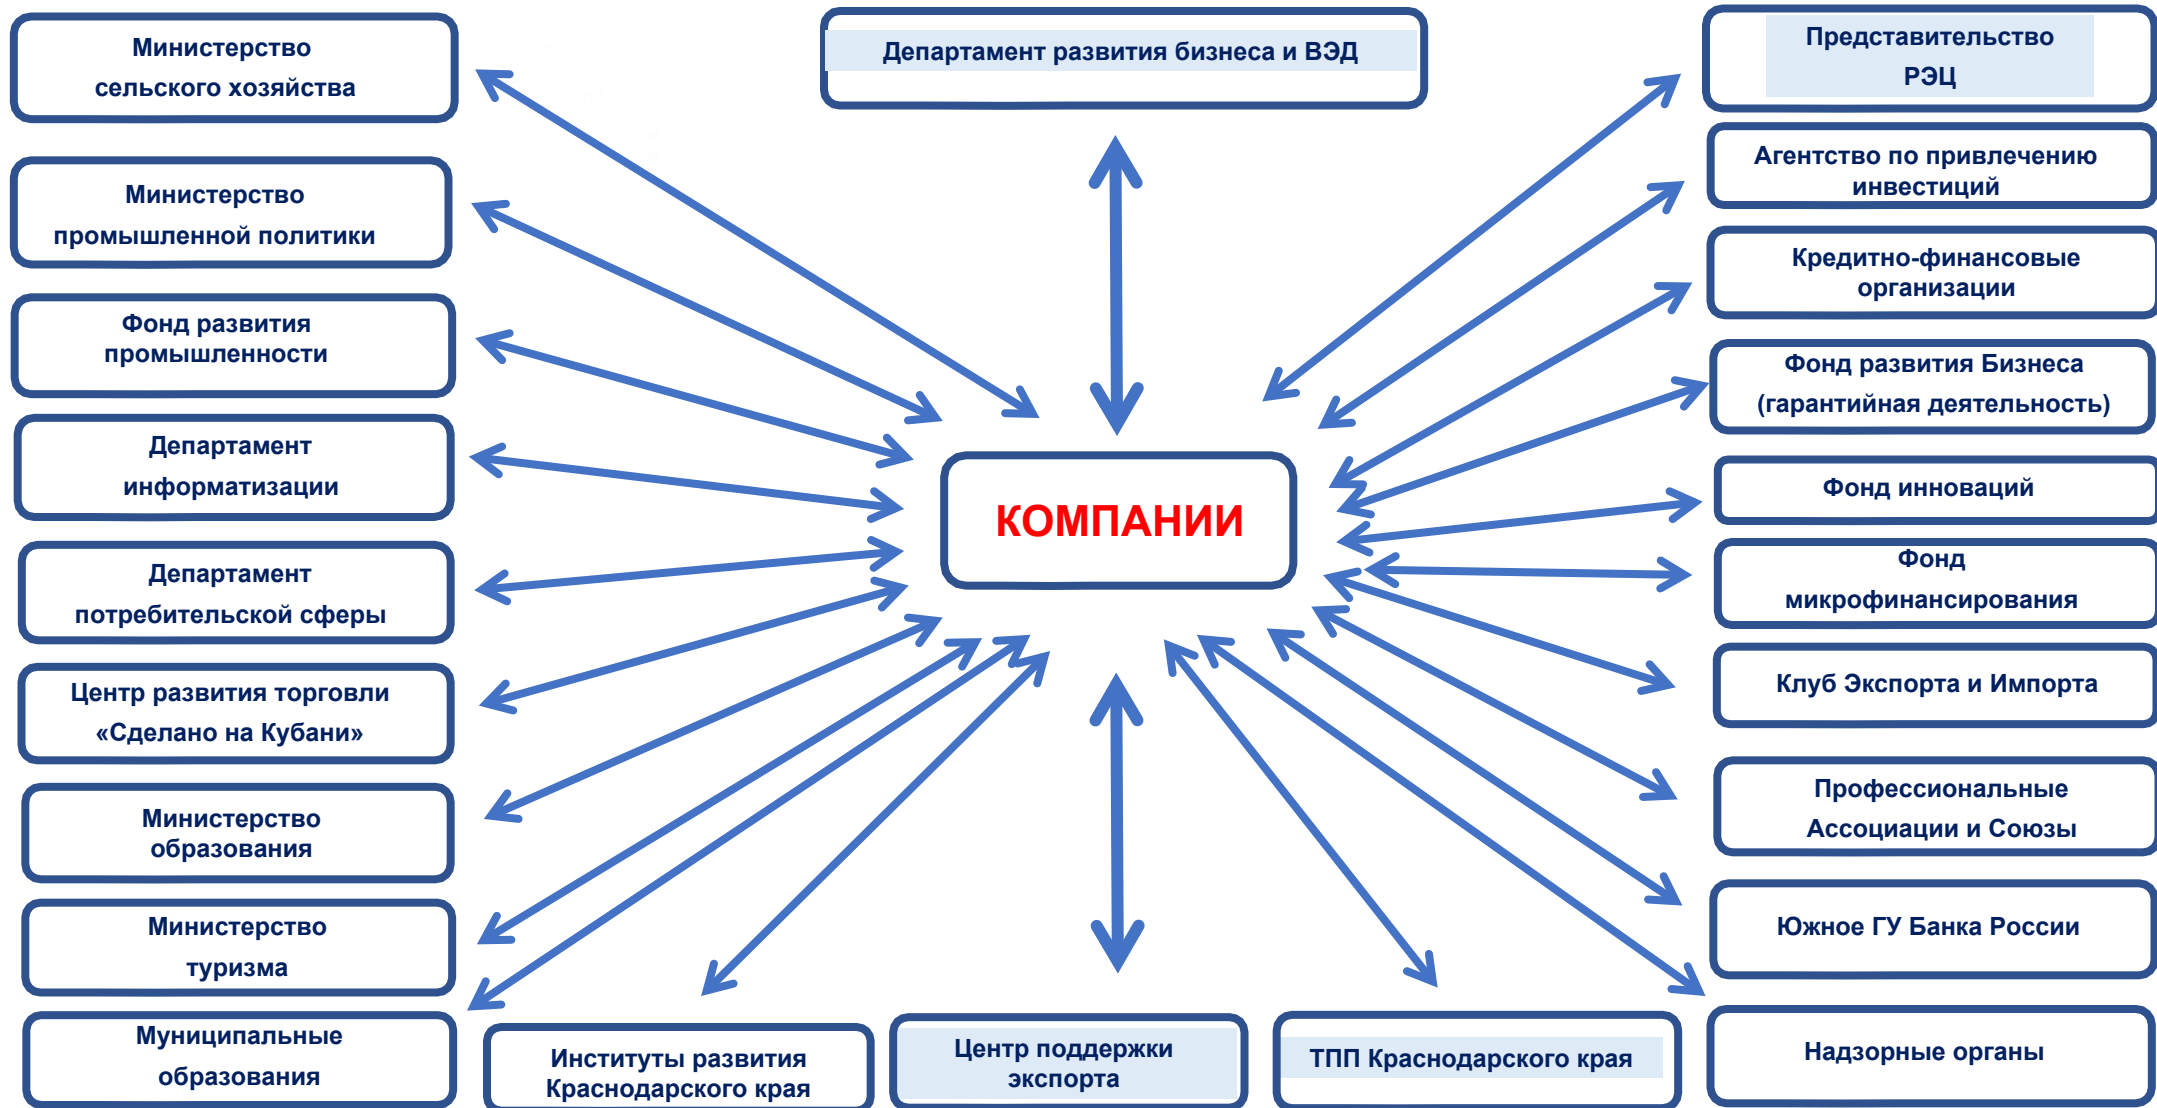 Министерство
сельского хозяйства
Департамент развития бизнеса и ВЭД
Представительство
РЭЦ
Министерство
промышленной политики
Агентство по привлечению
инвестиций
Фонд развития
промышленности
Кредитно-финансовые
организации
Департамент
информатизации
Фонд развития Бизнеса
(гарантийная деятельность)
КОМПАНИИ
Фонд инноваций
Департамент
потребительской сферы
Фонд
микрофинансирования
Центр развития торговли
«Сделано на Кубани»
Клуб Экспорта и Импорта
Министерство
образования
Профессиональные
Ассоциации и Союзы
Министерство
туризма
Южное ГУ Банка России
Муниципальные
образования
Институты развития
Краснодарского края
Центр поддержки
экспорта
ТПП Краснодарского края
Надзорные органы